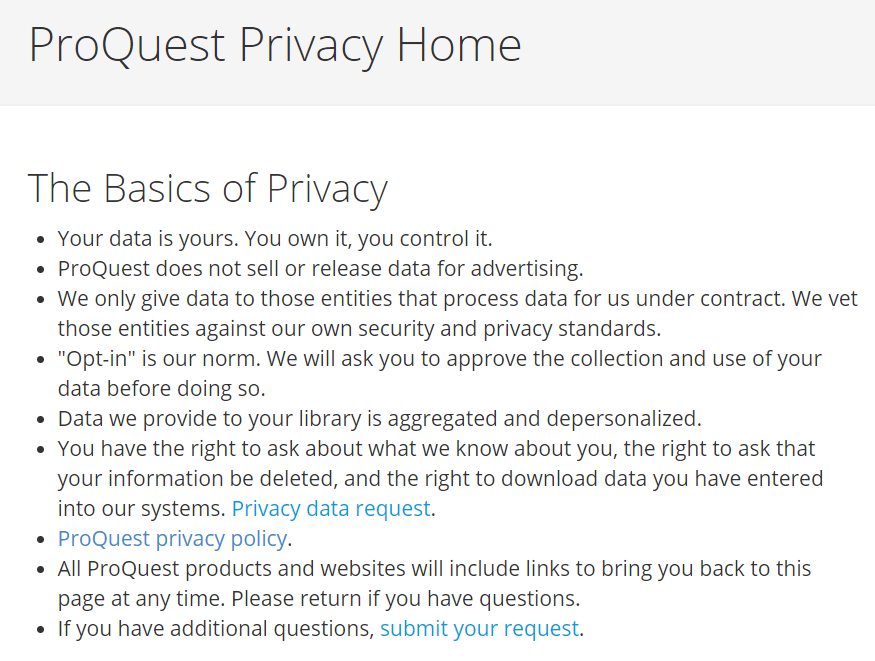 ProQuest Privacy Home
The Basics of Privacy
• Your data is yours. You own it, you control it.
• ProQuest does not sell or release data for advertising.
• We only give data to those entities that process data for us under contract. We vet
those entities against our own security and privacy standards.
• "Opt-in" is our norm. We will ask you to approve the collection and use of your
data before doing so.
• Data we provide to your library is aggregated and depersonalized.
• You have the right to ask about what we know about you, the right to ask that
your information be deleted, and the right to download data you have entered
into our systems. Privacy data request.
• ProQuest privacy policy.
• All ProQuest products and websites will include links to bring you back to this
page at any time. Please return if you have questions.
• If you have additional questions, submit your request.